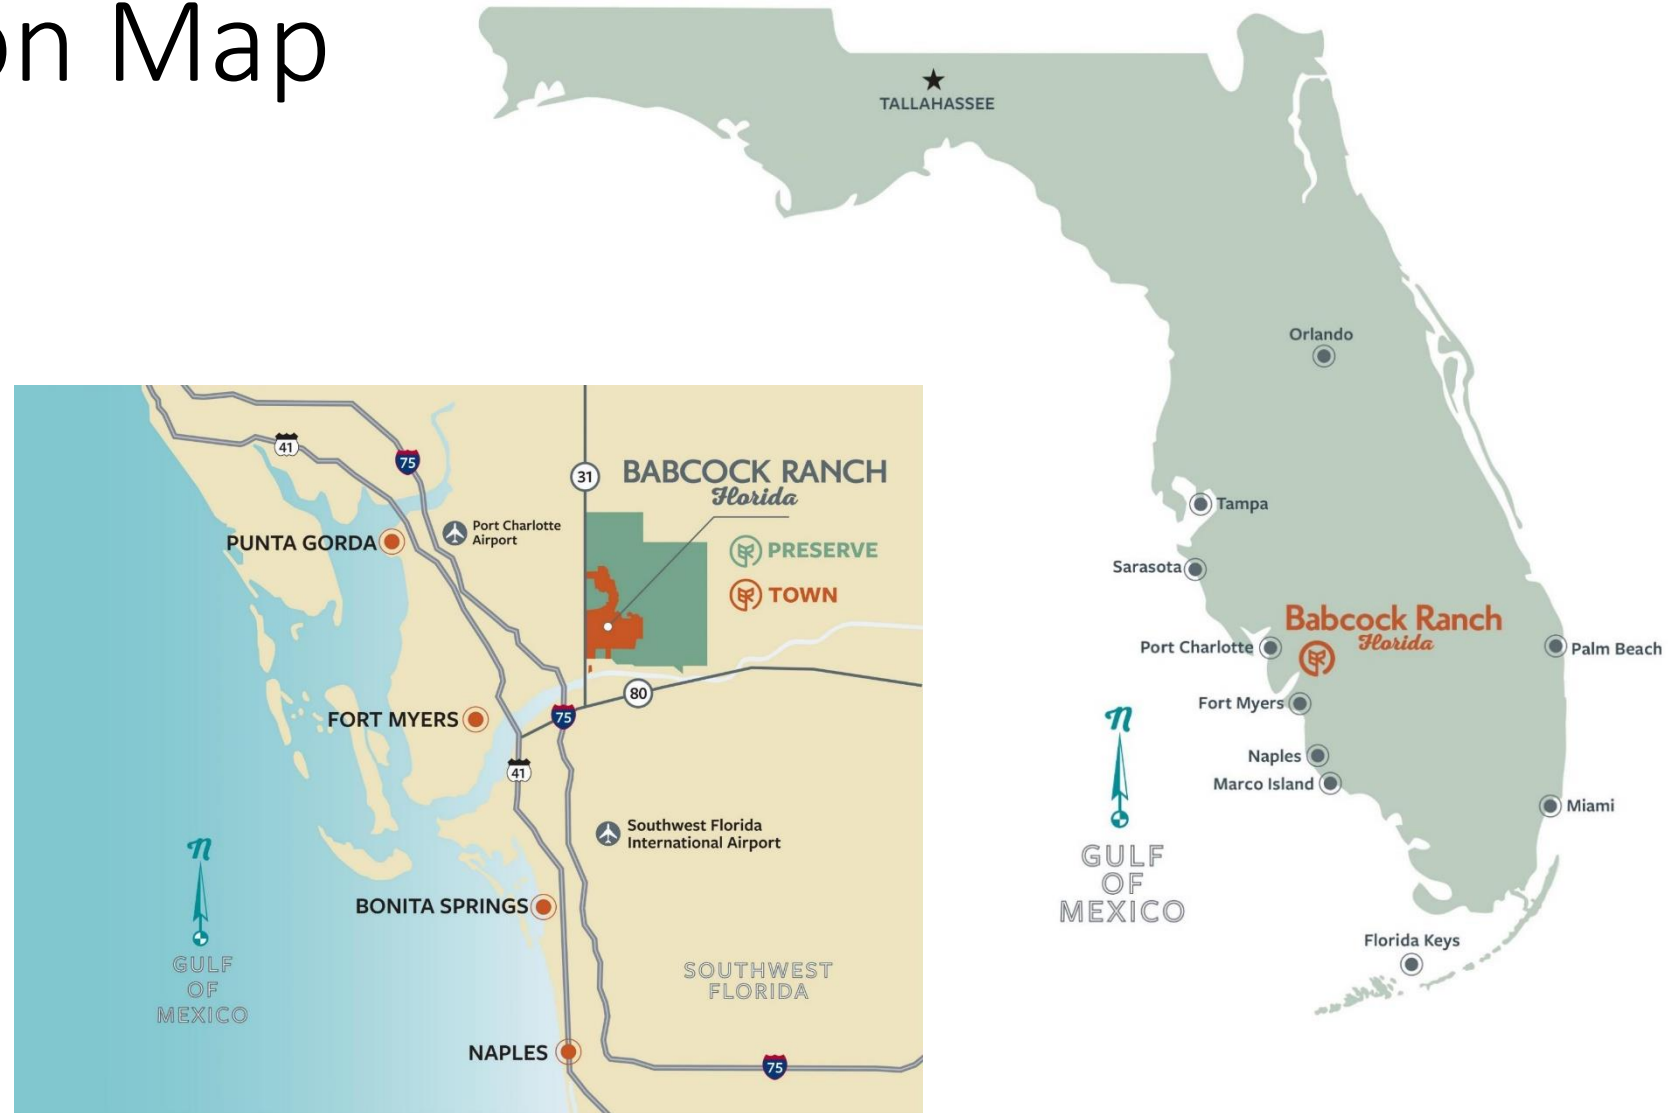 on Map
TALLAHASSEE
Orlando
Tampa
Sarasota
Babcock Ranch
Florida
Port Charlotte
Palm Beach
Fort Myers
Naples
Marco Island
Miami
n
GULF
OF
MEXICO
Florida Keys
41
75
31
BABCOCK RANCH
Florida
Port Charlotte
Airport
PUNTA GORDA
PRESERVE
TOWN
80
FORT MYERS
75
41
Southwest Florida
International Airport
n
BONITA SPRINGS
GULF
OF
MEXICO
SOUTHWEST
FLORIDA
NAPLES
75